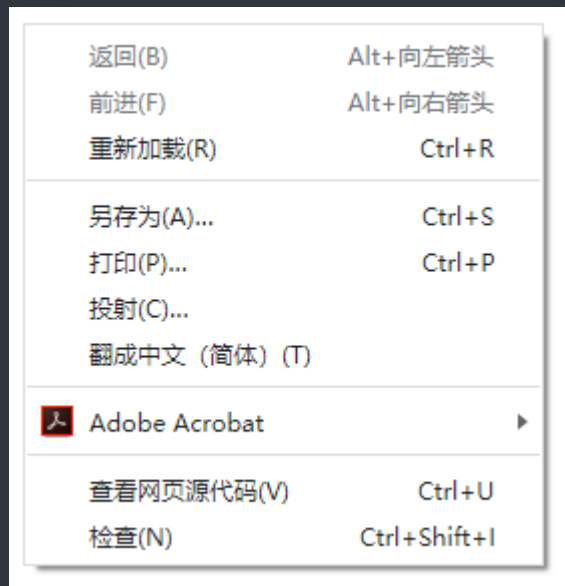 返回(B) Alt+向左箭头
前进(F) Alt+向右箭头
重新加载(R) Ctrl+R
另存为(A)... Ctrl+S
打印(P)... Ctrl+P
投射(C)...
翻成中文（简体）(T)
Adobe Acrobat
查看网页源代码(V) Ctrl+U
检查(N) Ctrl+Shift+I